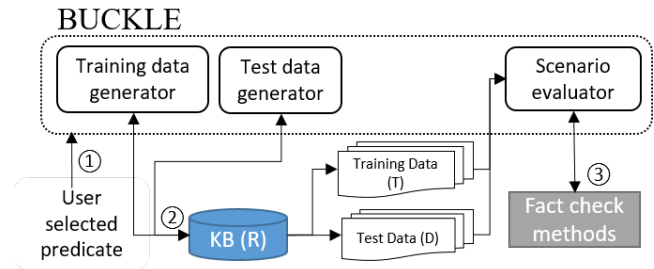 BUCKLE
Training data
generator
Test data
generator
Scenario
evaluator
①
User
selected
predicate
②
KB (R)
Training Data
(T)
Test Data (D)
③
Fact check
methods